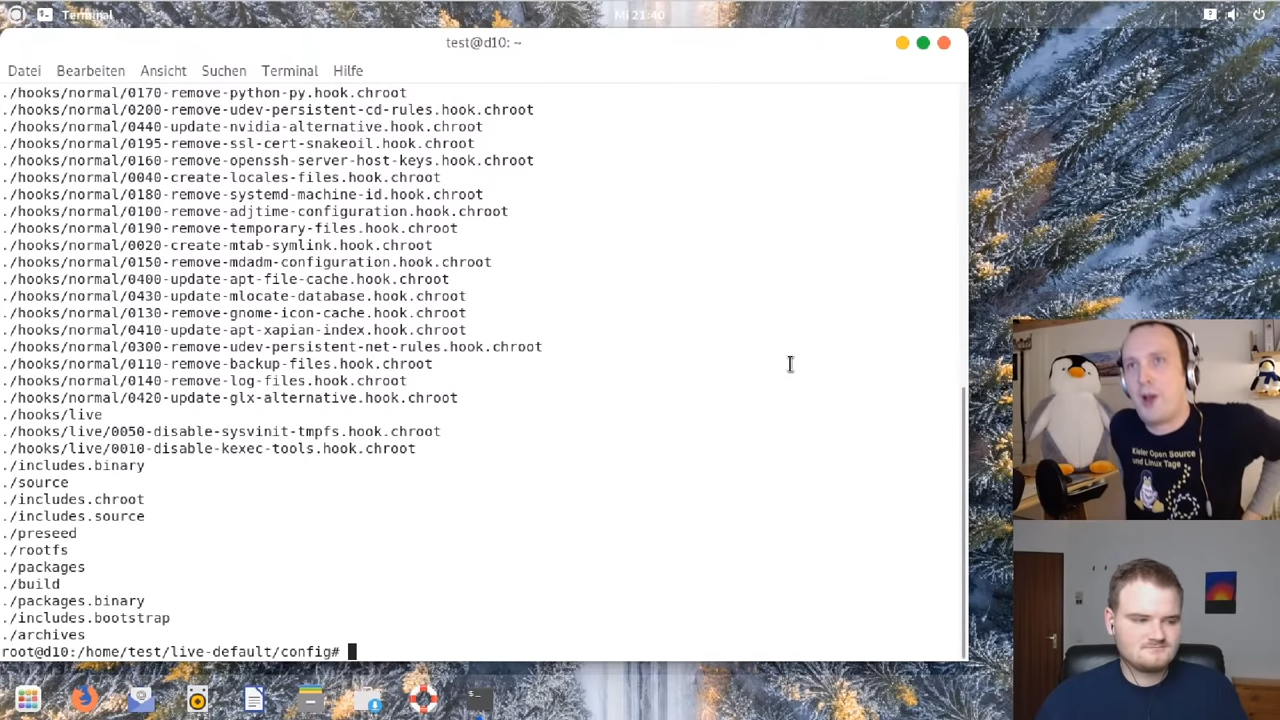 Terminal
Mi 21:40
test@d10: ~
Datei Bearbeiten Ansicht Suchen Terminal Hilfe
./hooks/normal/0170-remove-python-py.hook.chroot
./hooks/normal/0200-remove-udev-persistent-cd-rules.hook.chroot
./hooks/normal/0440-update-nvidia-alternative.hook.chroot
./hooks/normal/0195-remove-ssl-cert-snakeoil.hook.chroot
./hooks/normal/0160-remove-openssh-server-host-keys.hook.chroot
./hooks/normal/0040-create-locales-files.hook.chroot
./hooks/normal/0180-remove-systemd-machine-id.hook.chroot
./hooks/normal/0100-remove-adjtime-configuration.hook.chroot
./hooks/normal/0190-remove-temporary-files.hook.chroot
./hooks/normal/0020-create-mtab-symlink.hook.chroot
./hooks/normal/0150-remove-mdadm-configuration.hook.chroot
./hooks/normal/0400-update-apt-file-cache.hook.chroot
./hooks/normal/0430-update-mlocate-database.hook.chroot
./hooks/normal/0130-remove-gnome-icon-cache.hook.chroot
./hooks/normal/0410-update-apt-xapian-index.hook.chroot
./hooks/normal/0300-remove-udev-persistent-net-rules.hook.chroot
./hooks/normal/0110-remove-backup-files.hook.chroot
./hooks/normal/0140-remove-log-files.hook.chroot
./hooks/normal/0420-update-glx-alternative.hook.chroot
./hooks/live
./hooks/live/0050-disable-sysvinit-tmpfs.hook.chroot
./hooks/live/0010-disable-kexec-tools.hook.chroot
./includes.binary
./source
./includes.chroot
./includes.source
./preseed
./rootfs
./packages
./build
./packages.binary
./includes.bootstrap
./archives
root@d10:/home/test/live-default/config#
Kieler Open Source
und Linux Tage